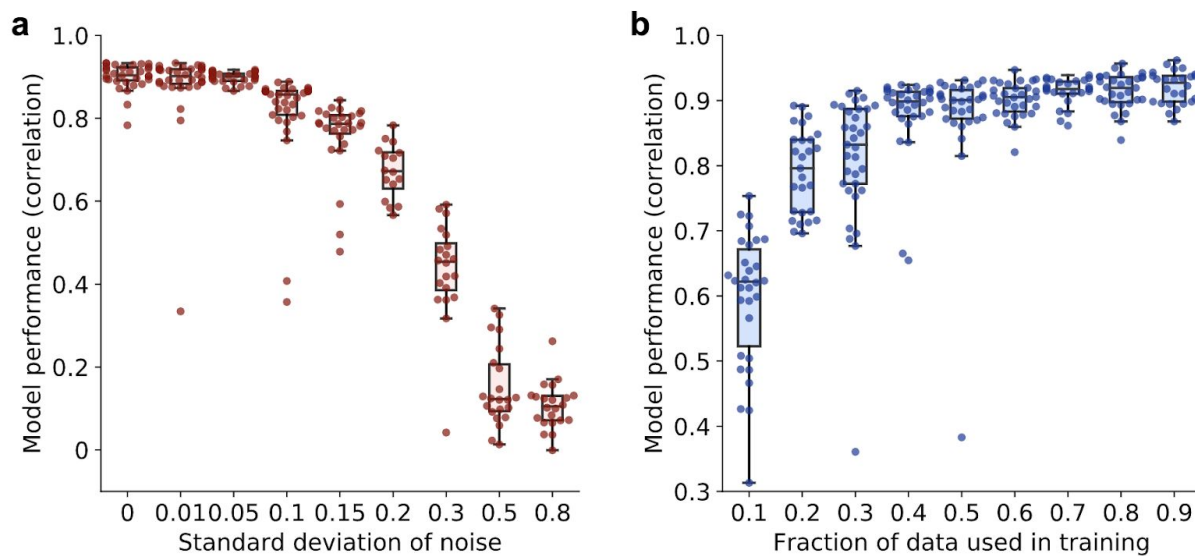 a
1.0
0.8
0.6
0.4
0.2
0
Model performance (correlation)
0 0.01 0.05 0.1 0.15 0.2 0.3 0.5 0.8
Standard deviation of noise
b
1.0
0.9
0.8
0.7
0.6
0.5
0.4
0.3
Model performance (correlation)
0.1 0.2 0.3 0.4 0.5 0.6 0.7 0.8 0.9
Fraction of data used in training